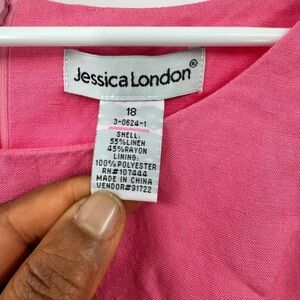 Jessica London®
18
3-0624-1
SHELL:
55%LINEN
45%RAYON
LINING:
100%POLYESTER
RN#107444
MADE IN CHINA
VENDOR#91722